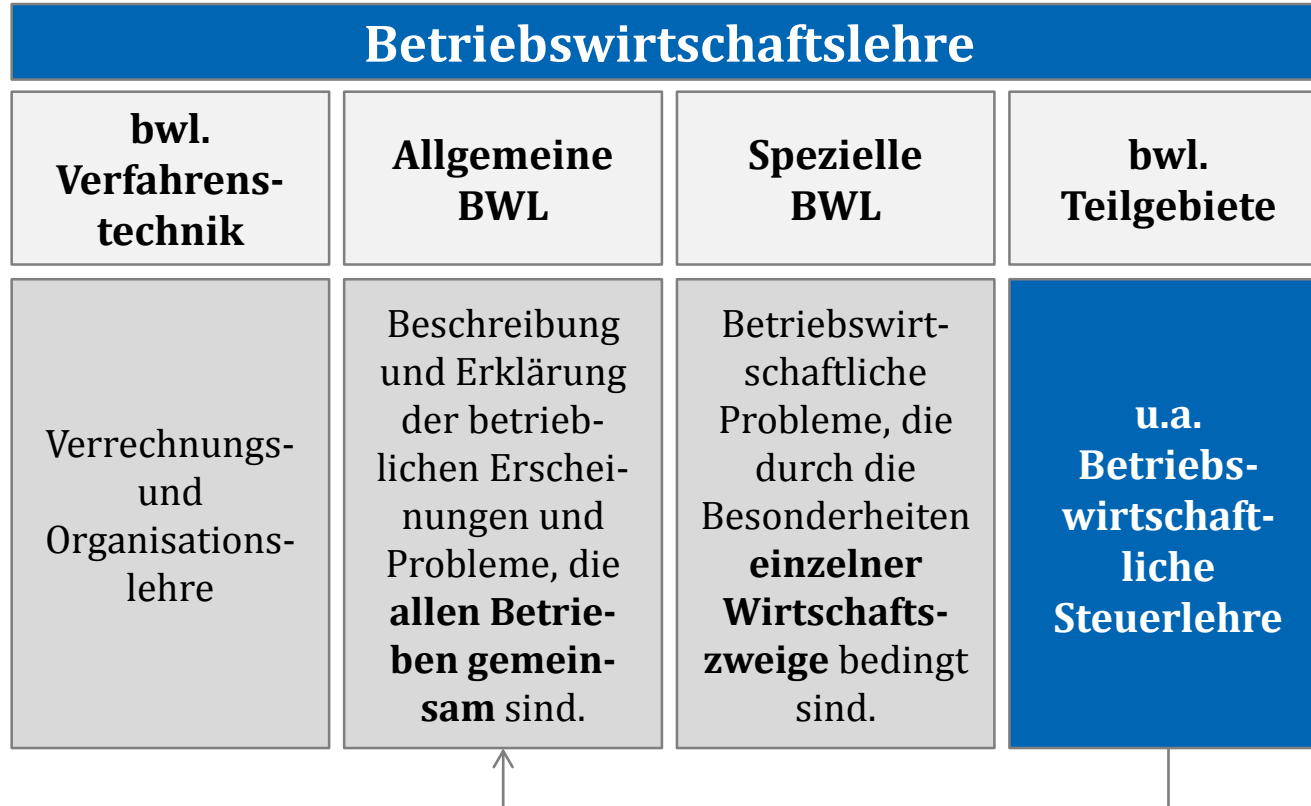 Betriebswirtschaftslehre
bwl.
Verfahrens-
technik
Allgemeine
BWL
Spezielle
BWL
bwl.
Teilgebiete
Verrechnungs-
und
Organisations-
lehre
Beschreibung
und Erklärung
der betrieb-
lichen Erschei-
nungen und
Probleme, die
allen Betrie-
ben gemein-
sam sind.
Betriebswirt-
schaftliche
Probleme, die
durch die
Besonderheiten
einzelner
Wirtschafts-
zweige bedingt
sind.
u.a.
Betriebs-
wirtschaft-
liche
Steuerlehre